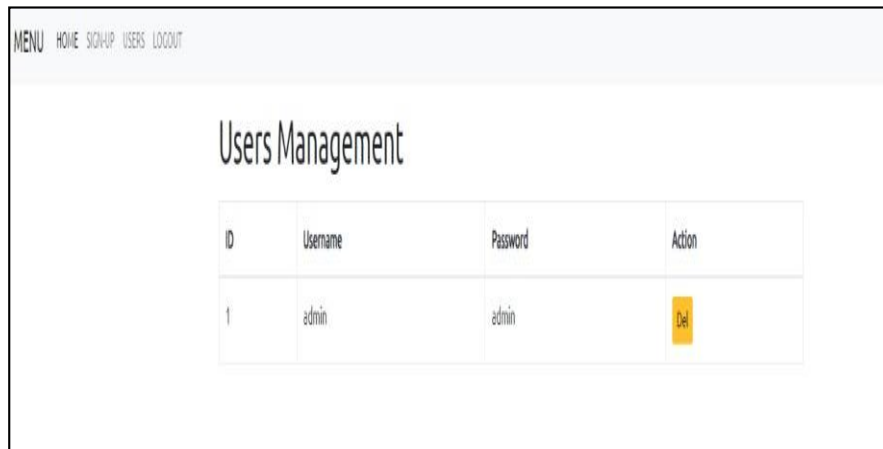 MENU HOME SIGN-UP USERS LOGOUT
Users Management
ID Username Password Action
1 admin admin Del